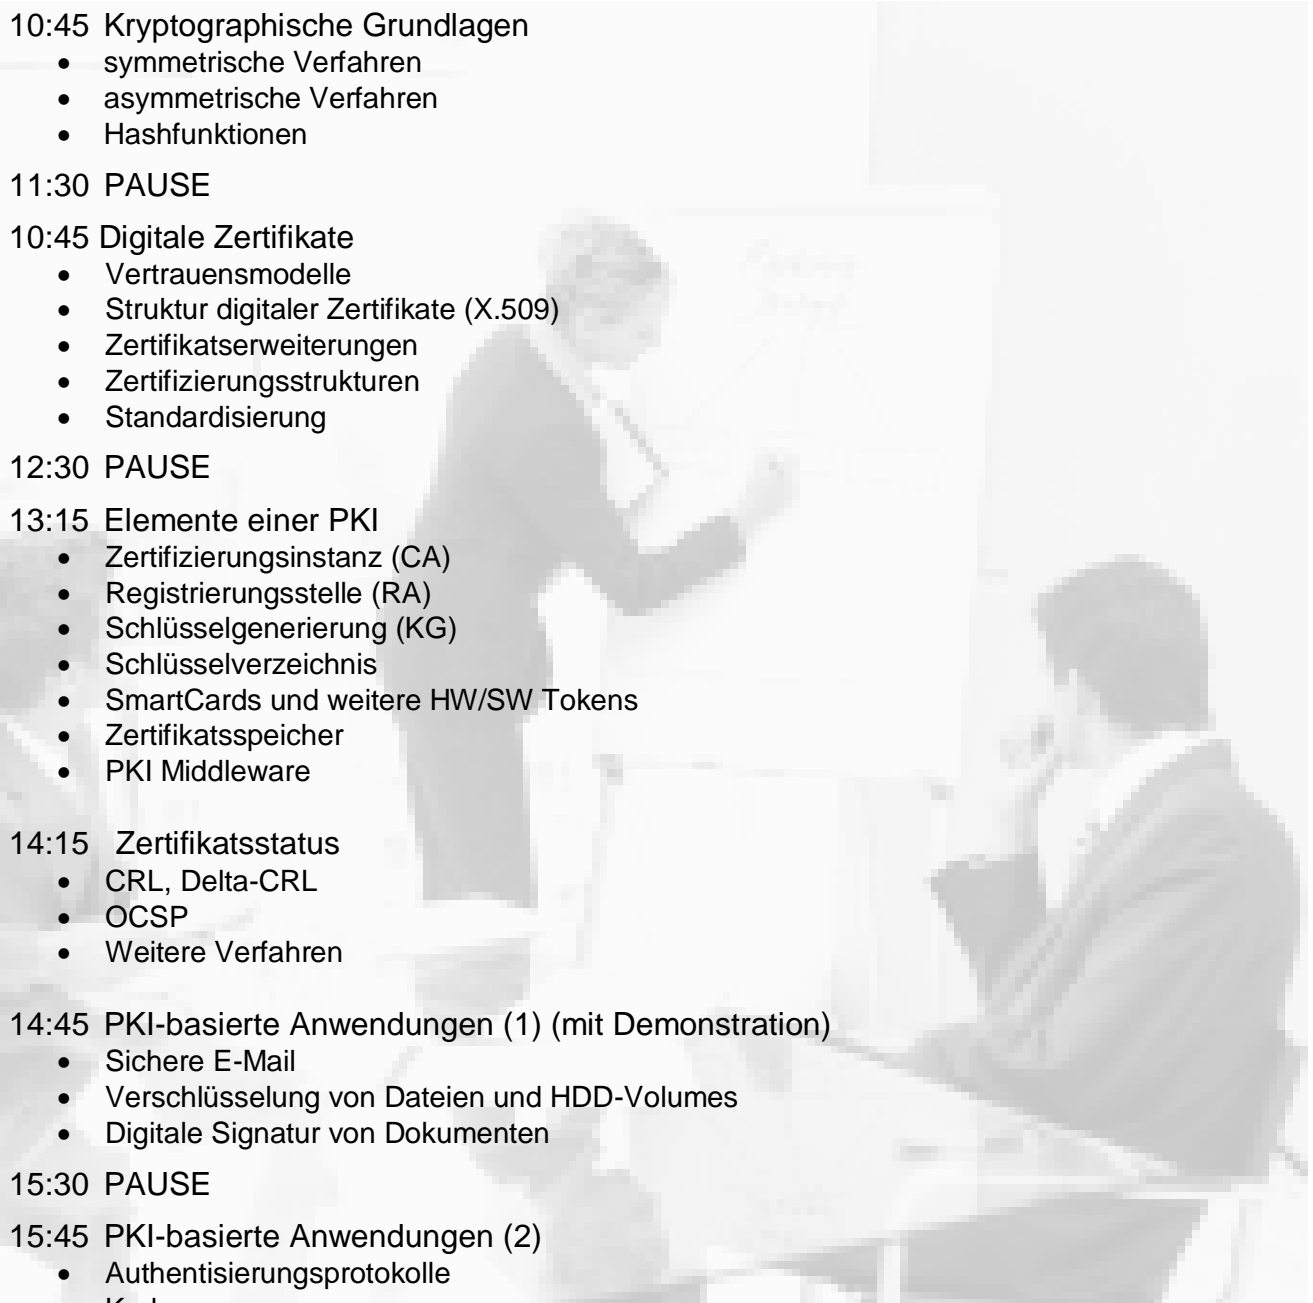 10:45 Kryptographische Grundlagen
• symmetrische Verfahren
• asymmetrische Verfahren
• Hashfunktionen
11:30 PAUSE
10:45 Digitale Zertifikate
• Vertrauensmodelle
• Struktur digitaler Zertifikate (X.509)
• Zertifikatserweiterungen
• Zertifizierungsstrukturen
• Standardisierung
12:30 PAUSE
13:15 Elemente einer PKI
• Zertifizierungsinstanz (CA)
• Registrierungsstelle (RA)
• Schlüsselgenerierung (KG)
• Schlüsselverzeichnis
• SmartCards und weitere HW/SW Tokens
• Zertifikatsspeicher
• PKI Middleware
14:15 Zertifikatsstatus
• CRL, Delta-CRL
• OCSP
• Weitere Verfahren
14:45 PKI-basierte Anwendungen (1) (mit Demonstration)
• Sichere E-Mail
• Verschlüsselung von Dateien und HDD-Volumes
• Digitale Signatur von Dokumenten
15:30 PAUSE
15:45 PKI-basierte Anwendungen (2)
• Authentisierungsprotokolle